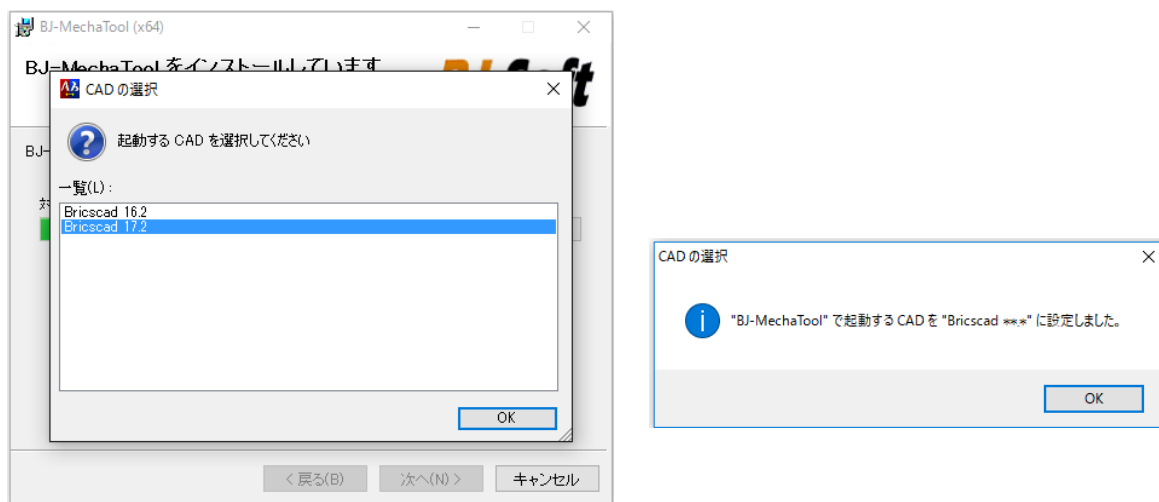 BJ-MechaTool (x64)
BJ-MechaTool をインストールしています
CAD の選択
起動する CAD を選択してください
BJ-
一覧(L) :
対
Bricscad 16.2
Bricscad 17.2
OK
< 戻る(B)
次へ(N) >
キャンセル
CAD の選択
"BJ-MechaTool" で起動する CAD を "Bricscad **.*" に設定しました。
OK